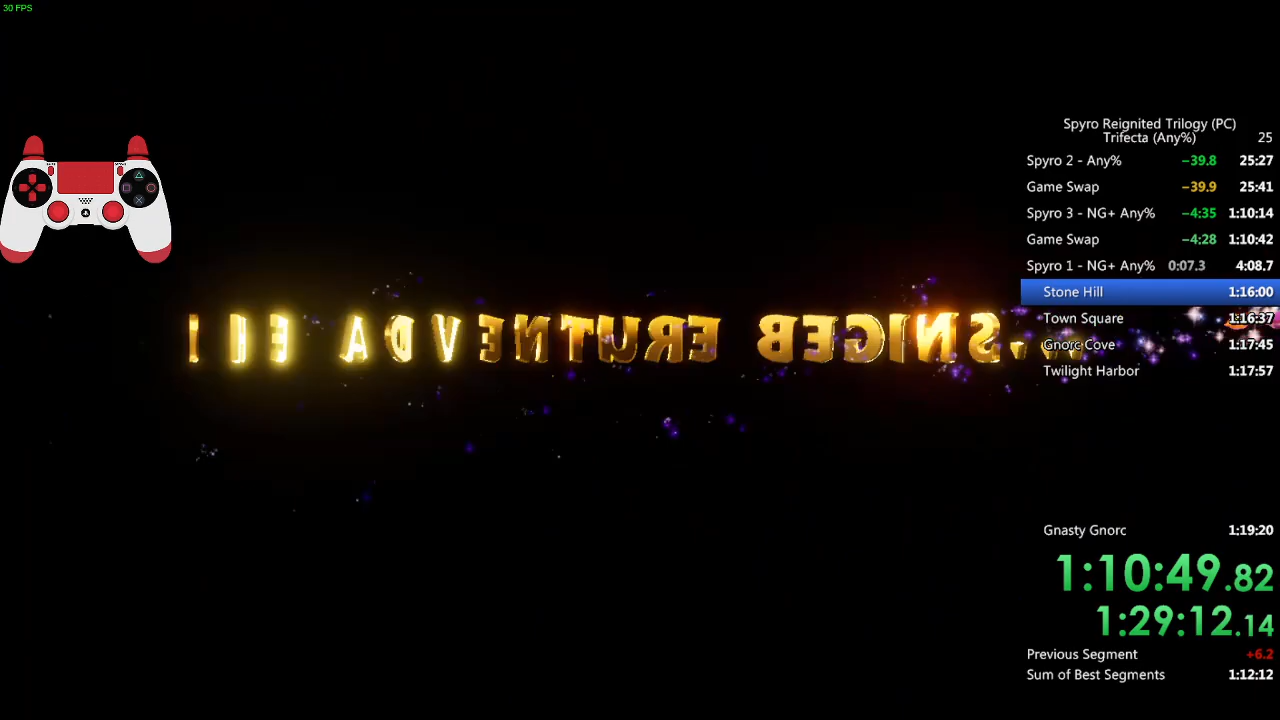 30 FPS
THE ADVENTURE BEGINS...
Spyro Reignited Trilogy (PC)
Trifecta (Any%) 25
Spyro 2 - Any% −39.8 25:27
Game Swap −39.9 25:41
Spyro 3 - NG+ Any% −4:35 1:10:14
Game Swap −4:28 1:10:42
Spyro 1 - NG+ Any% 0:07.3 4:08.7
Stone Hill 1:16:00
Town Square 1:16:37
Gnorc Cove 1:17:45
Twilight Harbor 1:17:57
Gnasty Gnorc 1:19:20
1:10:49.82
1:29:12.14
Previous Segment +6.2
Sum of Best Segments 1:12:12